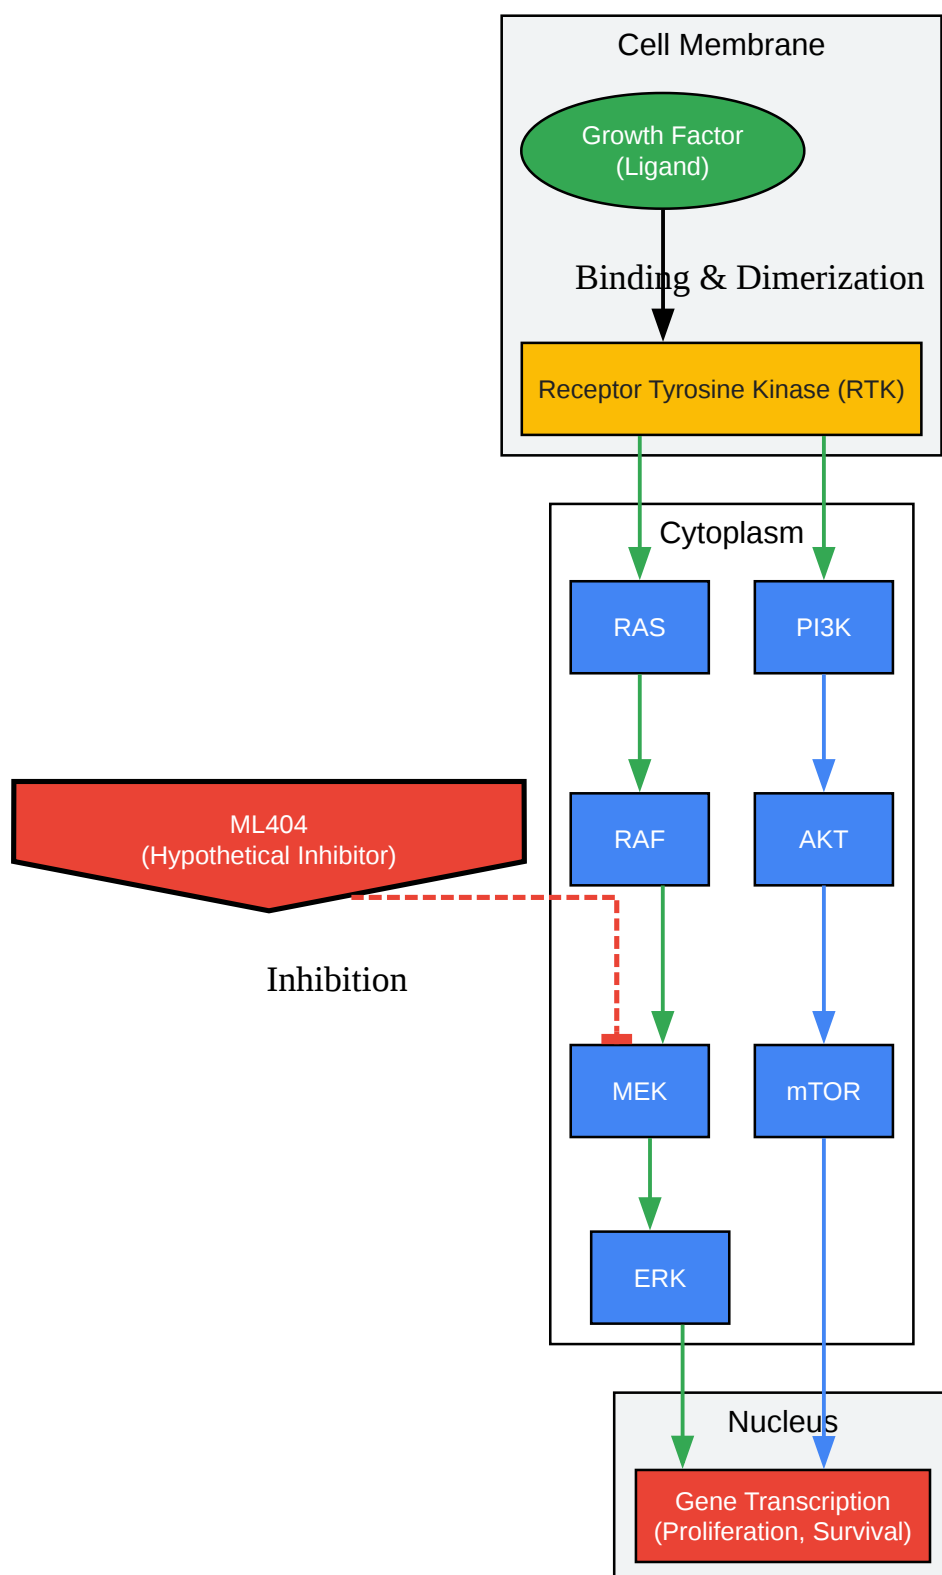 Cell Membrane
Growth Factor
(Ligand)
Binding & Dimerization
Receptor Tyrosine Kinase (RTK)
Cytoplasm
RAS
PI3K
ML404
(Hypothetical Inhibitor)
RAF
AKT
Inhibition
MEK
mTOR
ERK
Nucleus
Gene Transcription
(Proliferation, Survival)